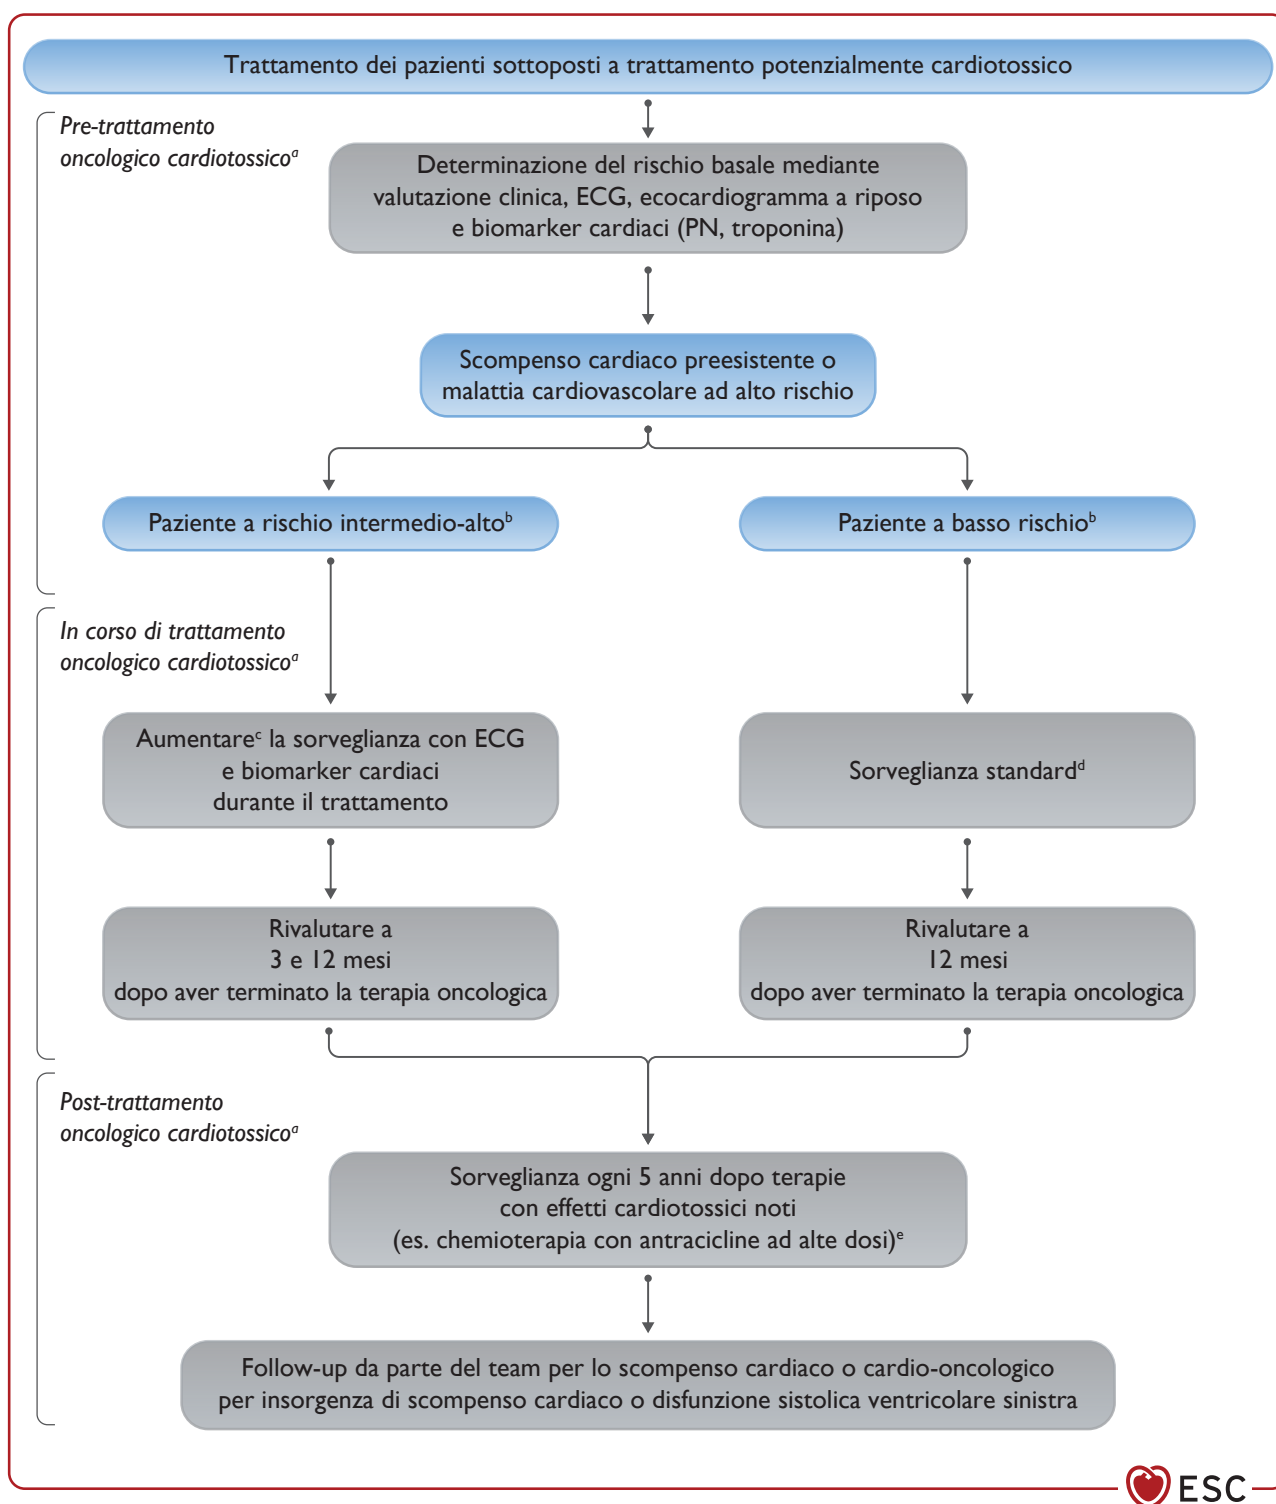 Trattamento dei pazienti sottoposti a trattamento potenzialmente cardiotossico
Pre-trattamento
oncologico cardiotossicoᵃ
Determinazione del rischio basale mediante
valutazione clinica, ECG, ecocardiogramma a riposo
e biomarker cardiaci (PN, troponina)
Scompenso cardiaco preesistente o
malattia cardiovascolare ad alto rischio
Paziente a rischio intermedio-altoᵇ
Paziente a basso rischioᵇ
In corso di trattamento
oncologico cardiotossicoᵃ
Aumentareᶜ la sorveglianza con ECG
e biomarker cardiaci
durante il trattamento
Sorveglianza standardᵈ
Rivalutare a
3 e 12 mesi
dopo aver terminato la terapia oncologica
Rivalutare a
12 mesi
dopo aver terminato la terapia oncologica
Post-trattamento
oncologico cardiotossicoᵃ
Sorveglianza ogni 5 anni dopo terapie
con effetti cardiotossici noti
(es. chemioterapia con antracicline ad alte dosi)ᵉ
Follow-up da parte del team per lo scompenso cardiaco o cardio-oncologico
per insorgenza di scompenso cardiaco o disfunzione sistolica ventricolare sinistra
ESC